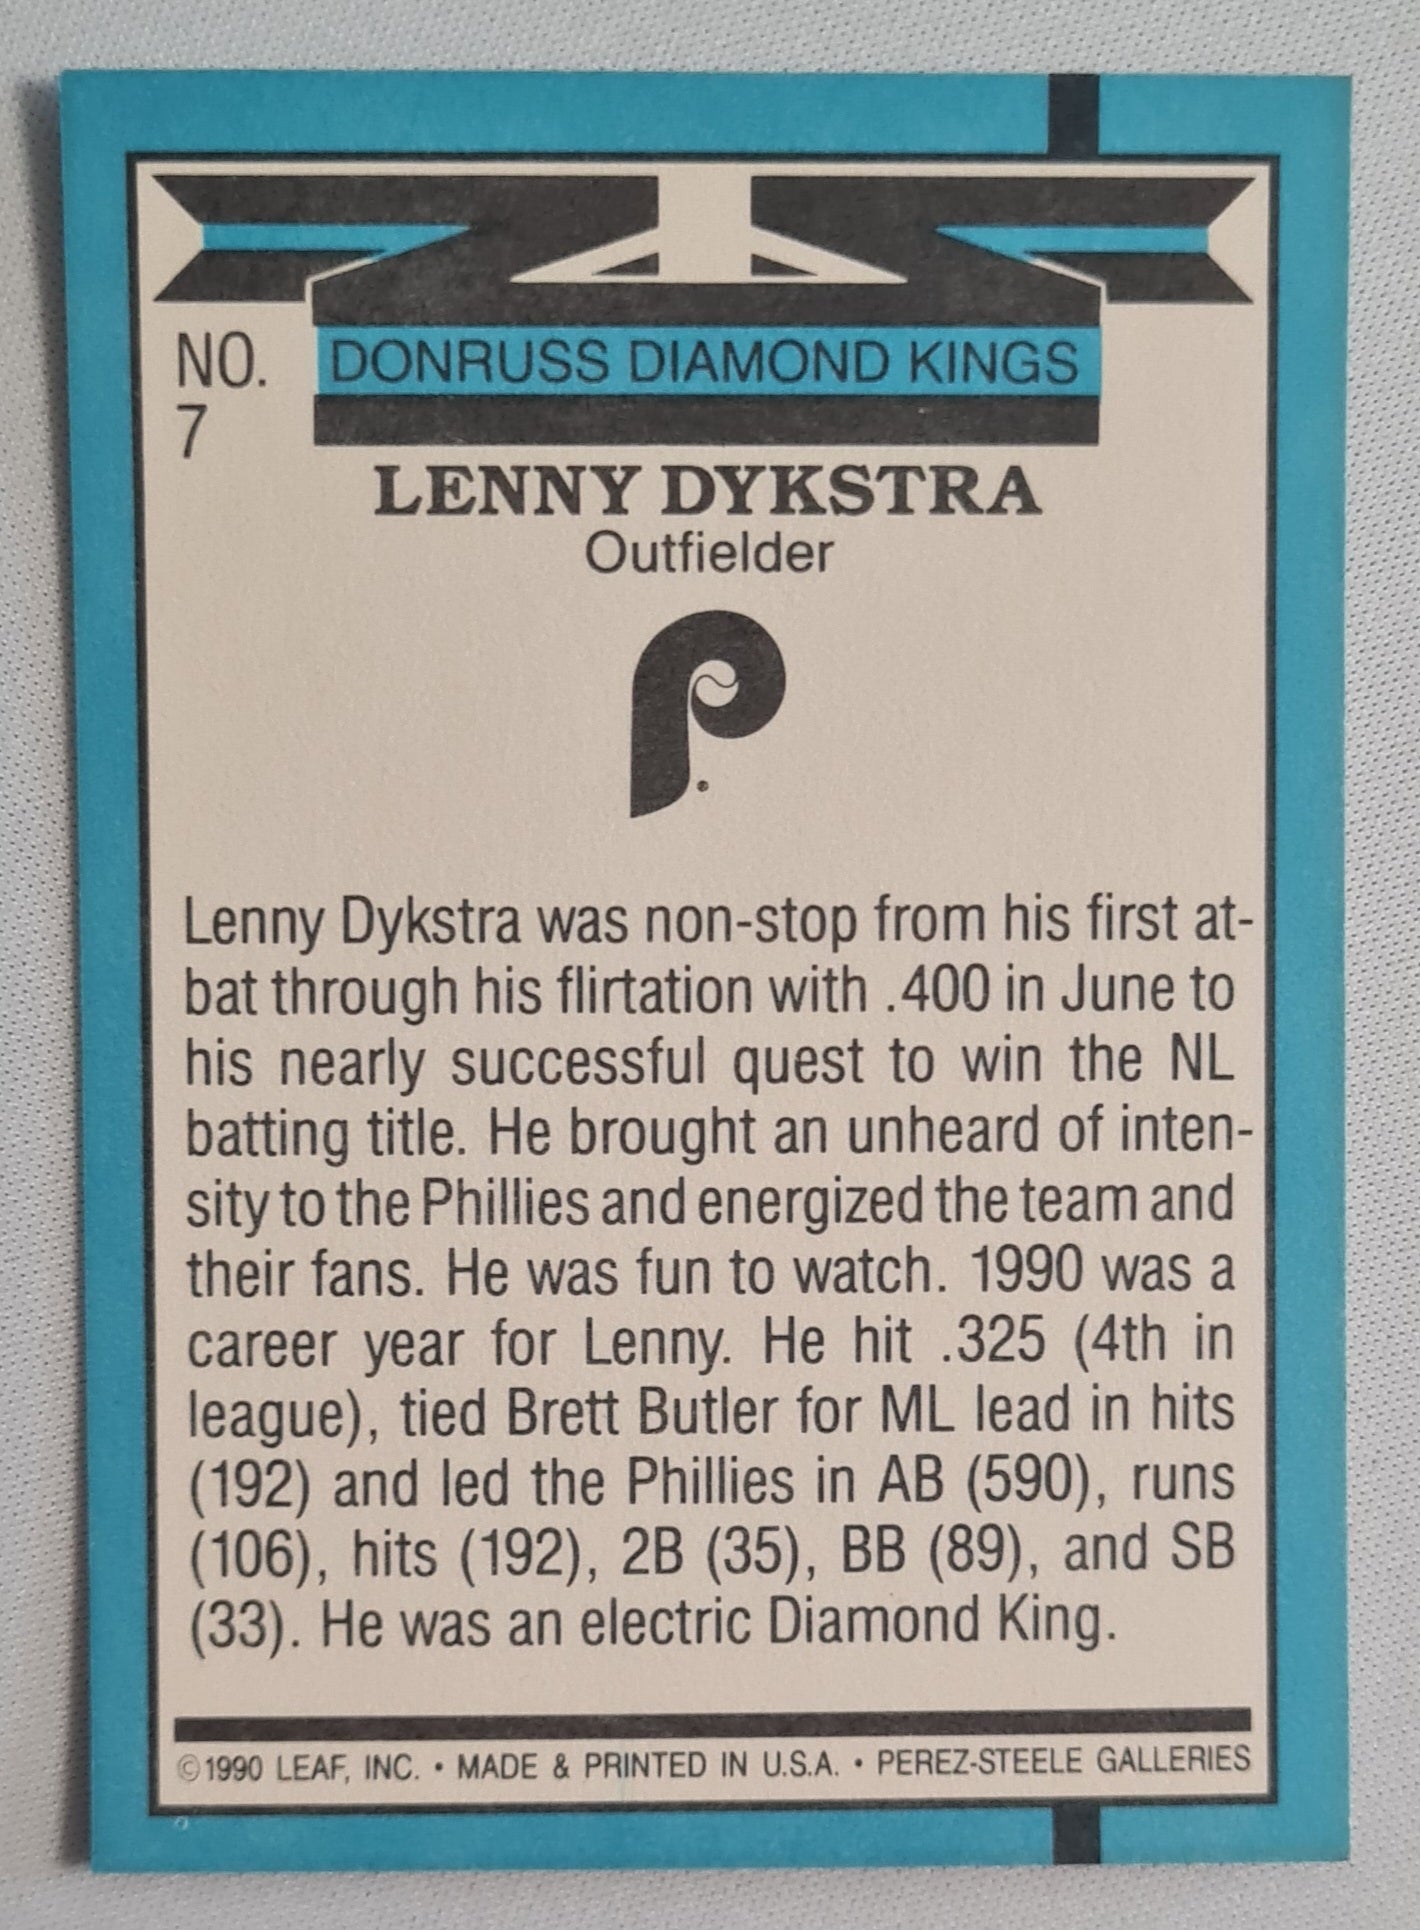 NO.
7
DONRUSS DIAMOND KINGS
LENNY DYKSTRA
Outfielder
P
Lenny Dykstra was non-stop from his first at-
bat through his flirtation with .400 in June to
his nearly successful quest to win the NL
batting title. He brought an unheard of inten-
sity to the Phillies and energized the team and
their fans. He was fun to watch. 1990 was a
career year for Lenny. He hit .325 (4th in
league), tied Brett Butler for ML lead in hits
(192) and led the Phillies in AB (590), runs
(106), hits (192), 2B (35), BB (89), and SB
(33). He was an electric Diamond King.
©1990 LEAF, INC. • MADE & PRINTED IN U.S.A. • PEREZ-STEELE GALLERIES